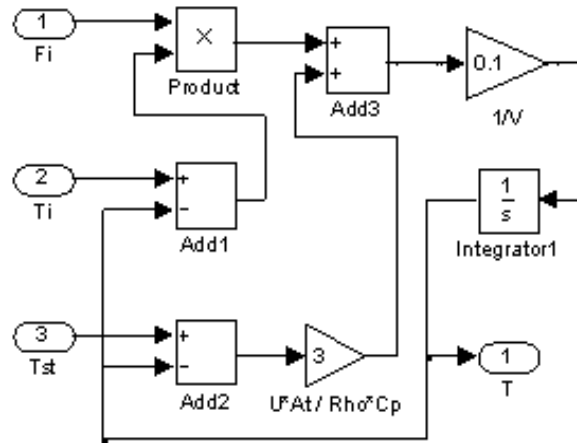 1
Fi
×
Product
+
+
Add3
0.1
1/V
2
Ti
+
−
Add1
1
s
Integrator1
3
Tst
+
−
Add2
3
U*At / Rho*Cp
1
T